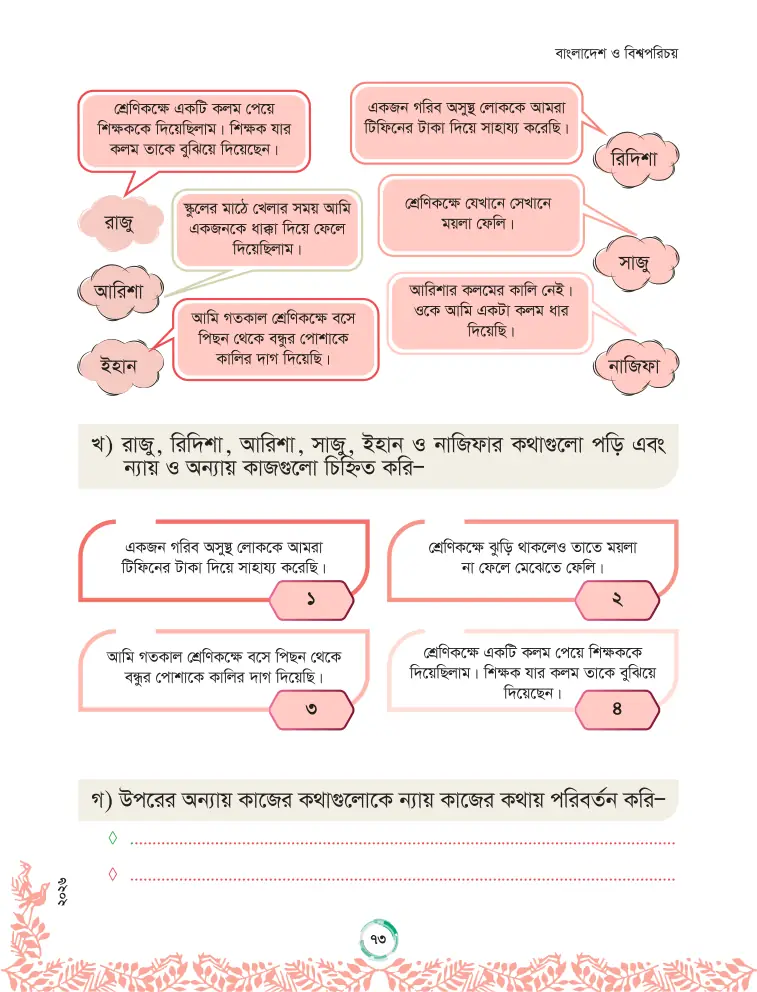 বাংলাদেশ ও বিশ্বপরিচয়
শ্রেণিকক্ষে একটি কলম পেয়ে
শিক্ষককে দিয়েছিলাম। শিক্ষক যার
কলম তাকে বুঝিয়ে দিয়েছেন।
রাজু
একজন গরিব অসুস্থ লোককে আমরা
টিফিনের টাকা দিয়ে সাহায্য করেছি।
রিদিশা
স্কুলের মাঠে খেলার সময় আমি
একজনকে ধাক্কা দিয়ে ফেলে
দিয়েছিলাম।
আরিশা
শ্রেণিকক্ষে যেখানে সেখানে
ময়লা ফেলি।
সাজু
আমি গতকাল শ্রেণিকক্ষে বসে
পিছন থেকে বন্ধুর পোশাকে
কালির দাগ দিয়েছি।
ইহান
আরিশার কলমের কালি নেই।
ওকে আমি একটা কলম ধার
দিয়েছি।
নাজিফা
খ) রাজু, রিদিশা, আরিশা, সাজু, ইহান ও নাজিফার কথাগুলো পড়ি এবং
ন্যায় ও অন্যায় কাজগুলো চিহ্নিত করি–
একজন গরিব অসুস্থ লোককে আমরা
টিফিনের টাকা দিয়ে সাহায্য করেছি।
১
শ্রেণিকক্ষে ঝুড়ি থাকলেও তাতে ময়লা
না ফেলে মেঝেতে ফেলি।
২
আমি গতকাল শ্রেণিকক্ষে বসে পিছন থেকে
বন্ধুর পোশাকে কালির দাগ দিয়েছি।
৩
শ্রেণিকক্ষে একটি কলম পেয়ে শিক্ষককে
দিয়েছিলাম। শিক্ষক যার কলম তাকে বুঝিয়ে
দিয়েছেন।
৪
গ) উপরের অন্যায় কাজের কথাগুলোকে ন্যায় কাজের কথায় পরিবর্তন করি–
২০২৬
৭৩